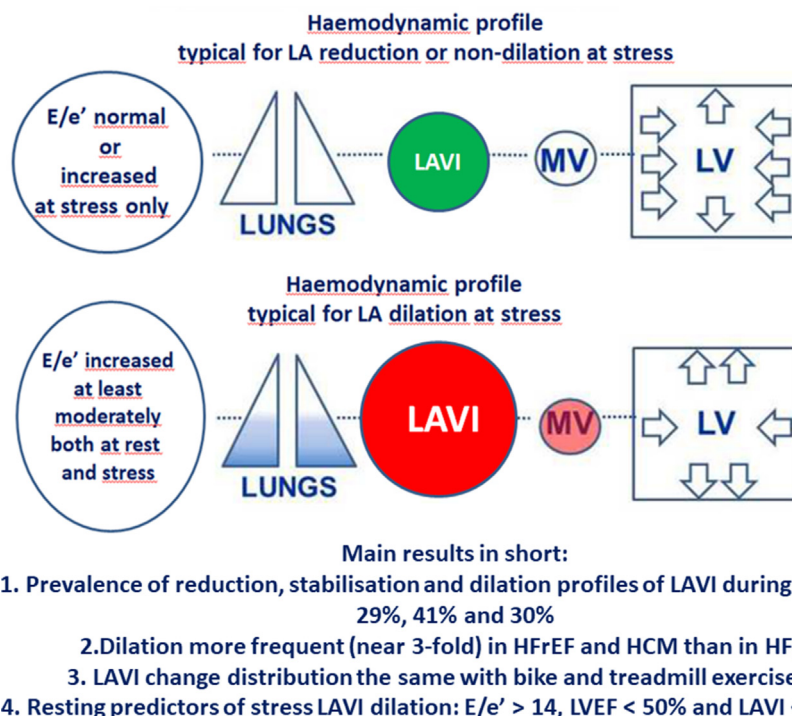 Haemodynamic profile
typical for LA reduction or non-dilation at stress
E/e’ normal
or
increased
at stress only
LUNGS
LAVI
MV
LV
Haemodynamic profile
typical for LA dilation at stress
E/e’ increased
at least
moderately
both at rest
and stress
LUNGS
LAVI
MV
LV
Main results in short:
1. Prevalence of reduction, stabilisation and dilation profiles of LAVI during
29%, 41% and 30%
2.Dilation more frequent (near 3-fold) in HFrEF and HCM than in HF
3. LAVI change distribution the same with bike and treadmill exercise
4. Resting predictors of stress LAVI dilation: E/e’ > 14, LVEF < 50% and LAVI